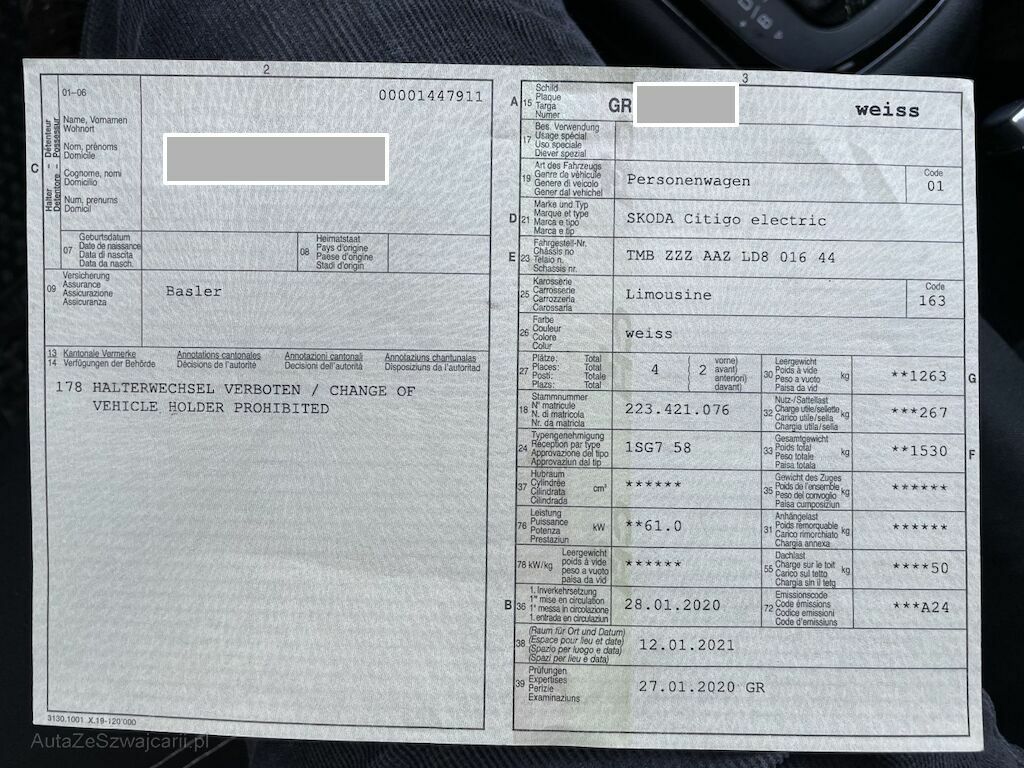 2
01–06
00001447911
Name, Vornamen
Wohnort
Nom, prénoms
Domicile
Cognome, nomi
Domicilio
Num, prenums
Domicil
C
Halter – Détenteur
Detentore – Possessur
07
Geburtsdatum
Date de naissance
Data di nascita
Data da nasch.
08
Heimatstaat
Pays d'origine
Paese d'origine
Stadi d'origin
09
Versicherung
Assurance
Assicurazione
Assicuranza
Basler
13 Kantonale Vermerke Annotations cantonales Annotazioni cantonali Annotaziuns chantunalas
14 Verfügungen der Behörde Décisions de l'autorité Decisioni dell'autorità Disposiziuns da l'autoritad
178 HALTERWECHSEL VERBOTEN / CHANGE OF
VEHICLE HOLDER PROHIBITED
3130.1001 X.19-120'000
AutaZeSzwajcarii.pl
3
A
15
Schild
Plaque
Targa
Numer
GR
weiss
17
Bes. Verwendung
Usage spécial
Uso speciale
Diever spezial
19
Art des Fahrzeugs
Genre de véhicule
Genere di veicolo
Gener dal vehichel
Personenwagen
Code
01
D
21
Marke und Typ
Marque et type
Marca e tipo
Marca e tip
SKODA Citigo electric
E
23
Fahrgestell-Nr.
Châssis no
Telaio n.
Schassis nr.
TMB ZZZ AAZ LD8 016 44
25
Karosserie
Carrosserie
Carrozzeria
Carossaria
Limousine
Code
163
26
Farbe
Couleur
Colore
Colur
weiss
27
Plätze: Total
Places: Total
Posti: Totale
Plazs: Total
4
2
vorne)
avant)
anteriori)
davant)
30
Leergewicht
Poids à vide
Peso a vuoto
Paisa da vid
kg
**1263
G
18
Stammnummer
N° matricule
N. di matricola
Nr. da matricla
223.421.076
32
Nutz-/Sattellast
Charge utile/sellette
Carico utile/sella
Chargia utila/sella
kg
***267
24
Typengenehmigung
Réception par type
Approvazione del tipo
Approvaziun dal tip
1SG7 58
33
Gesamtgewicht
Poids total
Peso totale
Paisa totala
kg
**1530
F
37
Hubraum
Cylindrée
Cilindrata
Cilindrada
cm³
******
35
Gewicht des Zuges
Poids de l'ensemble
Peso del convoglio
Paisa cumposiziun
kg
******
76
Leistung
Puissance
Potenza
Prestaziun
kW
**61.0
31
Anhängelast
Poids remorquable
Carico rimorchiato
Chargia annexa
kg
******
78 kW/kg
Leergewicht
poids à vide
peso a vuoto
paisa da vid
******
55
Dachlast
Charge sur le toit
Carico sul tetto
Chargia sin il tetg
kg
****50
B
36
1. Inverkehrsetzung
1re mise en circulation
1a messa in circolazione
1. entrada en circulaziun
28.01.2020
72
Emissionscode
Code émissions
Codice emissioni
Code d'emissiuns
***A24
38
(Raum für Ort und Datum)
(Espace pour lieu et date)
(Spazio per luogo e data)
(Spazi per lieu e data)
12.01.2021
39
Prüfungen
Expertises
Perizie
Examinaziuns
27.01.2020 GR